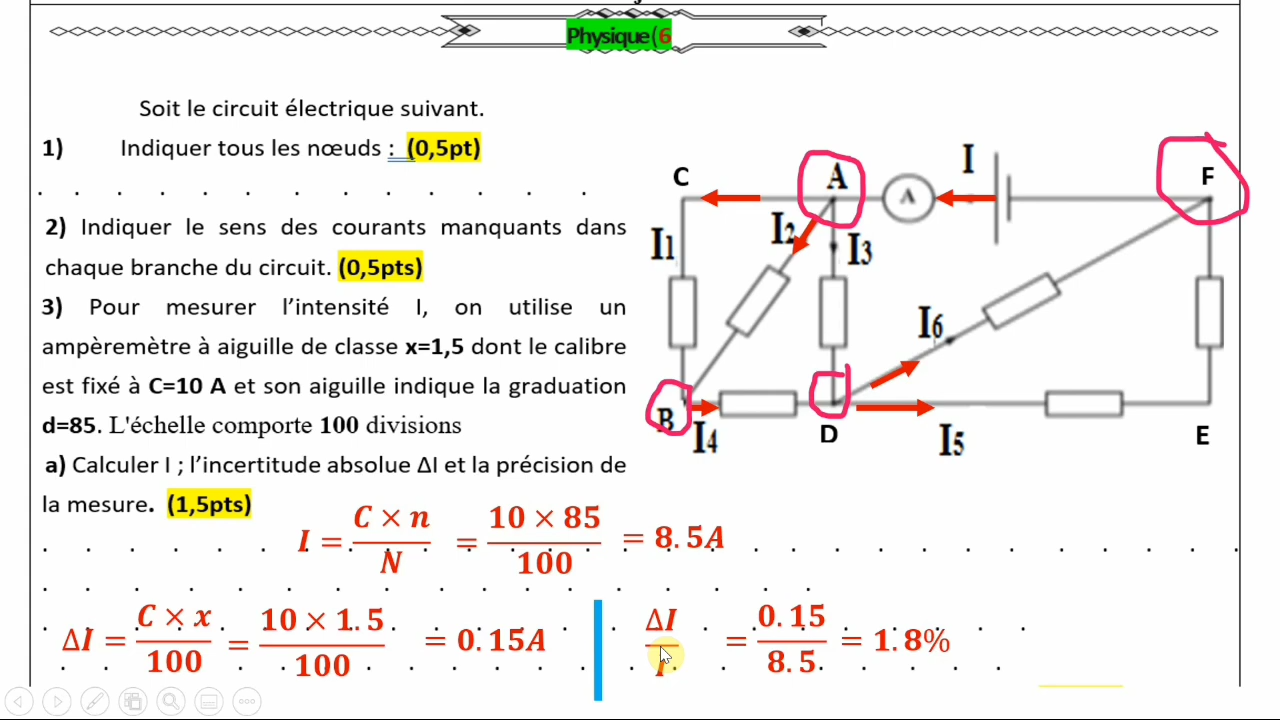 Physique(6
Soit le circuit électrique suivant.
1) Indiquer tous les nœuds : (0,5pt)
2) Indiquer le sens des courants manquants dans
chaque branche du circuit. (0,5pts)
3) Pour mesurer l’intensité I, on utilise un
ampèremètre à aiguille de classe x=1,5 dont le calibre
est fixé à C=10 A et son aiguille indique la graduation
d=85. L'échelle comporte 100 divisions
a) Calculer I ; l’incertitude absolue ΔI et la précision de
la mesure. (1,5pts)
C A I F
A
I1 I2 I3
I6
B I4 D I5 E
I = C × n / N = 10 × 85 / 100 = 8.5A
ΔI = C × x / 100 = 10 × 1.5 / 100 = 0.15A
ΔI / I = 0.15 / 8.5 = 1.8%